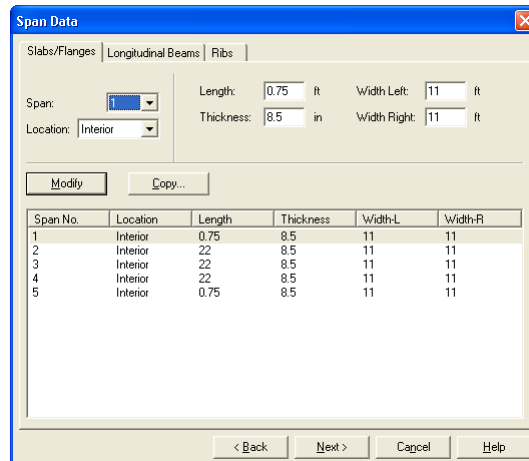 Span Data
Slabs/Flanges Longitudinal Beams Ribs
Length: 0.75 ft Width Left: 11 ft
Span: 1
Thickness: 8.5 in Width Right: 11 ft
Location: Interior
Modify Copy...
Span No. Location Length Thickness Width-L Width-R
1 Interior 0.75 8.5 11 11
2 Interior 22 8.5 11 11
3 Interior 22 8.5 11 11
4 Interior 22 8.5 11 11
5 Interior 0.75 8.5 11 11
< Back Next > Cancel Help